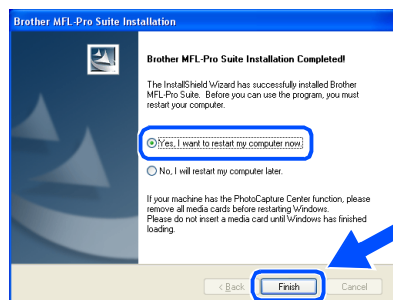 Brother MFL-Pro Suite Installation
Brother MFL-Pro Suite Installation Completed!
The InstallShield Wizard has successfully installed Brother
MFL-Pro Suite. Before you can use the program, you must
restart your computer.
Yes, I want to restart my computer now.
No, I will restart my computer later.
If your machine has the PhotoCapture Center function, please
remove all media cards before restarting Windows.
Please do not insert a media card until Windows has finished
loading.
< Back
Finish
Cancel